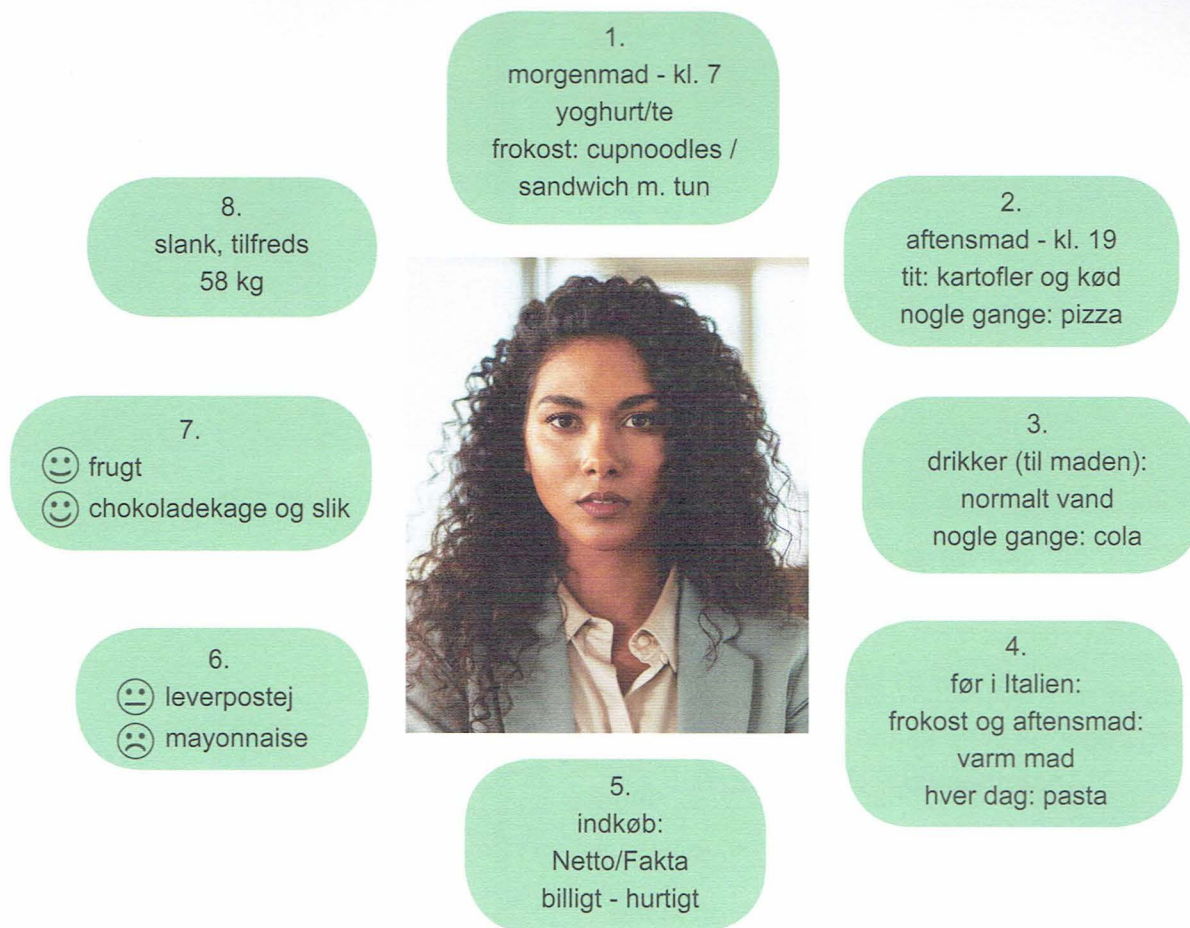 1.
morgenmad - kl. 7
yoghurt/te
frokost: cupnoodles /
sandwich m. tun
2.
aftensmad - kl. 19
tit: kartofler og kød
nogle gange: pizza
3.
drikker (til maden):
normalt vand
nogle gange: cola
4.
før i Italien:
frokost og aftensmad:
varm mad
hver dag: pasta
5.
indkøb:
Netto/Fakta
billigt - hurtigt
6.
leverpostej
mayonnaise
7.
frugt
chokoladekage og slik
8.
slank, tilfreds
58 kg